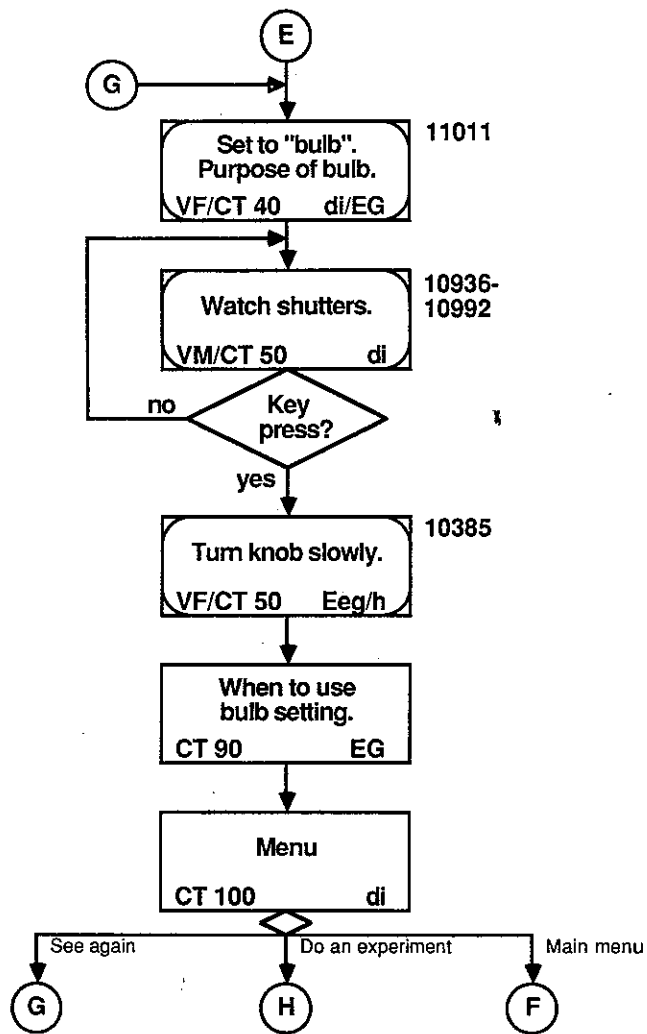 E
G
Set to "bulb".
Purpose of bulb.
VF/CT 40 di/EG
11011
Watch shutters.
VM/CT 50 di
10936-
10992
no
Key
press?
yes
Turn knob slowly.
VF/CT 50 Eeg/h
10385
When to use
bulb setting.
CT 90 EG
Menu
CT 100 di
See again
Do an experiment
Main menu
G
H
F